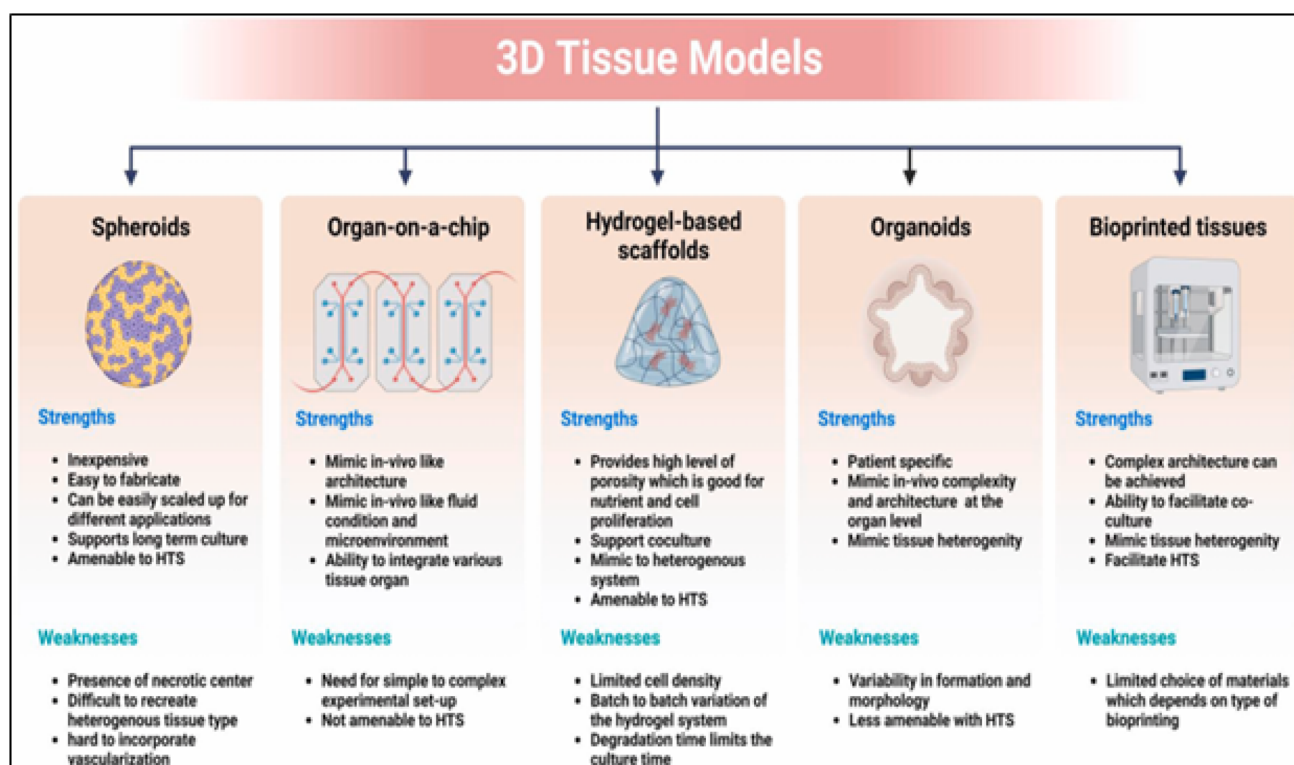 3D Tissue Models
Spheroids
Strengths
• Inexpensive
• Easy to fabricate
• Can be easily scaled up for
different applications
• Supports long term culture
• Amenable to HTS
Weaknesses
• Presence of necrotic center
• Difficult to recreate
heterogenous tissue type
• hard to incorporate
vascularization
Organ-on-a-chip
Strengths
• Mimic in-vivo like
architecture
• Mimic in-vivo like fluid
condition and
microenvironment
• Ability to integrate various
tissue organ
Weaknesses
• Need for simple to complex
experimental set-up
• Not amenable to HTS
Hydrogel-based
scaffolds
Strengths
• Provides high level of
porosity which is good for
nutrient and cell
proliferation
• Support coculture
• Mimic to heterogenous
system
• Amenable to HTS
Weaknesses
• Limited cell density
• Batch to batch variation of
the hydrogel system
• Degradation time limits the
culture time
Organoids
Strengths
• Patient specific
• Mimic in-vivo complexity
and architecture at the
organ level
• Mimic tissue heterogenity
Weaknesses
• Variability in formation and
morphology
• Less amenable with HTS
Bioprinted tissues
Strengths
• Complex architecture can
be achieved
• Ability to facilitate co-
culture
• Mimic tissue heterogenity
• Facilitate HTS
Weaknesses
• Limited choice of materials
which depends on type of
bioprinting